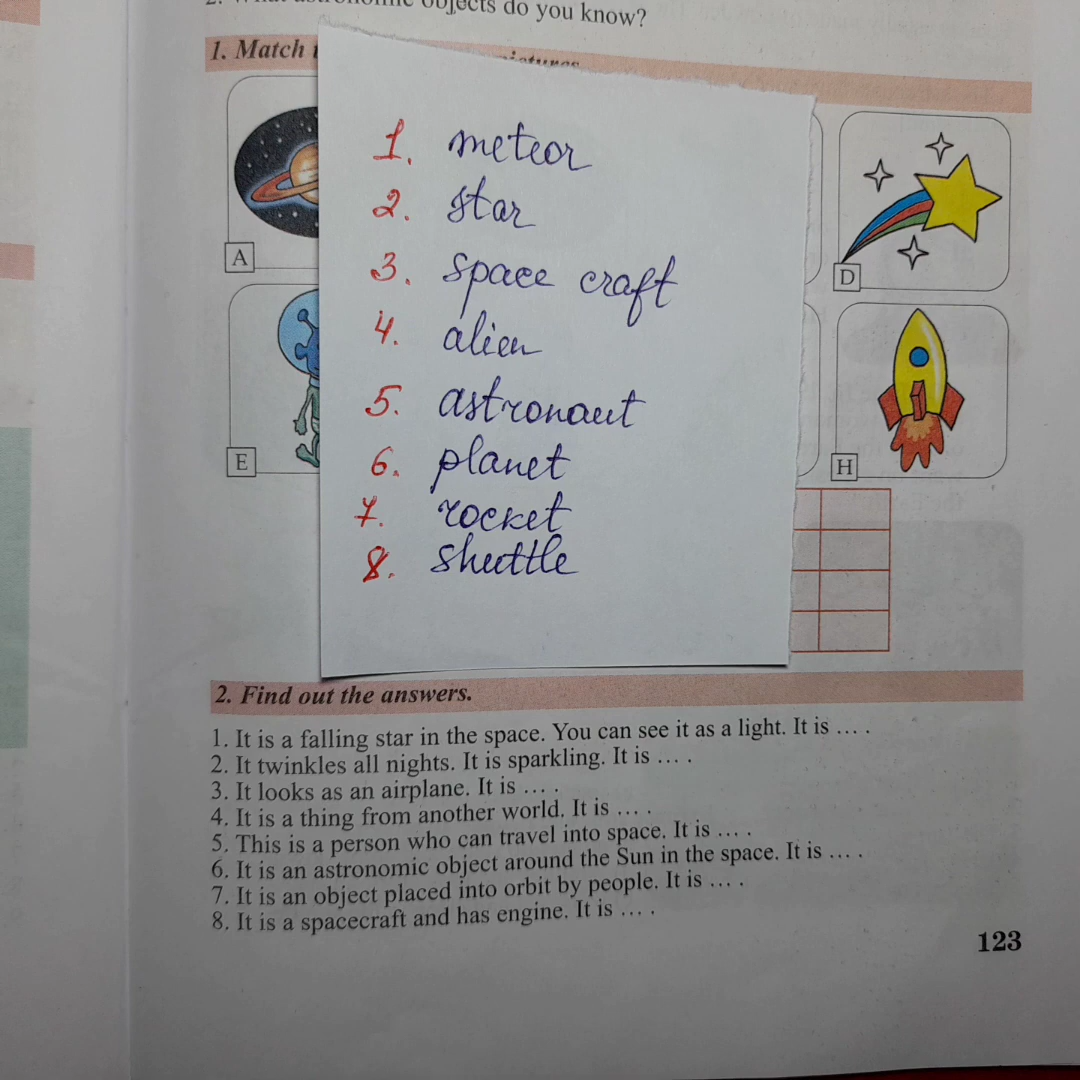 objects do you know?
1. Match
1. meteor
2. star
3. space craft
4. alien
5. astronaut
6. planet
7. rocket
8. shuttle
A
D
E
H
2. Find out the answers.
1. It is a falling star in the space. You can see it as a light. It is ... .
2. It twinkles all nights. It is sparkling. It is ... .
3. It looks as an airplane. It is ... .
4. It is a thing from another world. It is ... .
5. This is a person who can travel into space. It is ... .
6. It is an astronomic object around the Sun in the space. It is ... .
7. It is an object placed into orbit by people. It is ... .
8. It is a spacecraft and has engine. It is ... .
123